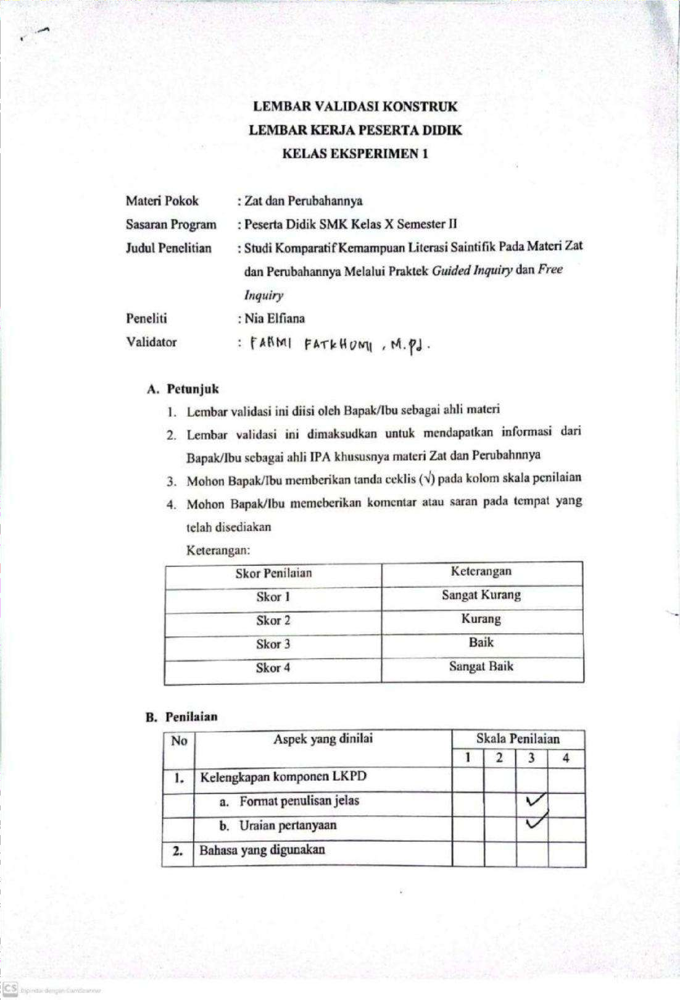 LEMBAR VALIDASI KONSTRUK
LEMBAR KERJA PESERTA DIDIK
KELAS EKSPERIMEN 1
Materi Pokok : Zat dan Perubahannya
Sasaran Program : Peserta Didik SMK Kelas X Semester II
Judul Penelitian : Studi Komparatif Kemampuan Literasi Saintifik Pada Materi Zat
dan Perubahannya Melalui Praktek Guided Inquiry dan Free
Inquiry
Peneliti : Nia Elfiana
Validator : FAHMI FATKHOMI, M.Pd.
A. Petunjuk
1. Lembar validasi ini diisi oleh Bapak/Ibu sebagai ahli materi
2. Lembar validasi ini dimaksudkan untuk mendapatkan informasi dari
Bapak/Ibu sebagai ahli IPA khususnya materi Zat dan Perubahnnya
3. Mohon Bapak/Ibu memberikan tanda ceklis (√) pada kolom skala penilaian
4. Mohon Bapak/Ibu memeberikan komentar atau saran pada tempat yang
telah disediakan
Keterangan:
Skor Penilaian Keterangan
Skor 1 Sangat Kurang
Skor 2 Kurang
Skor 3 Baik
Skor 4 Sangat Baik
B. Penilaian
No Aspek yang dinilai Skala Penilaian
1 2 3 4
1. Kelengkapan komponen LKPD
a. Format penulisan jelas ✓
b. Uraian pertanyaan ✓
2. Bahasa yang digunakan
CS Dipindai dengan CamScanner